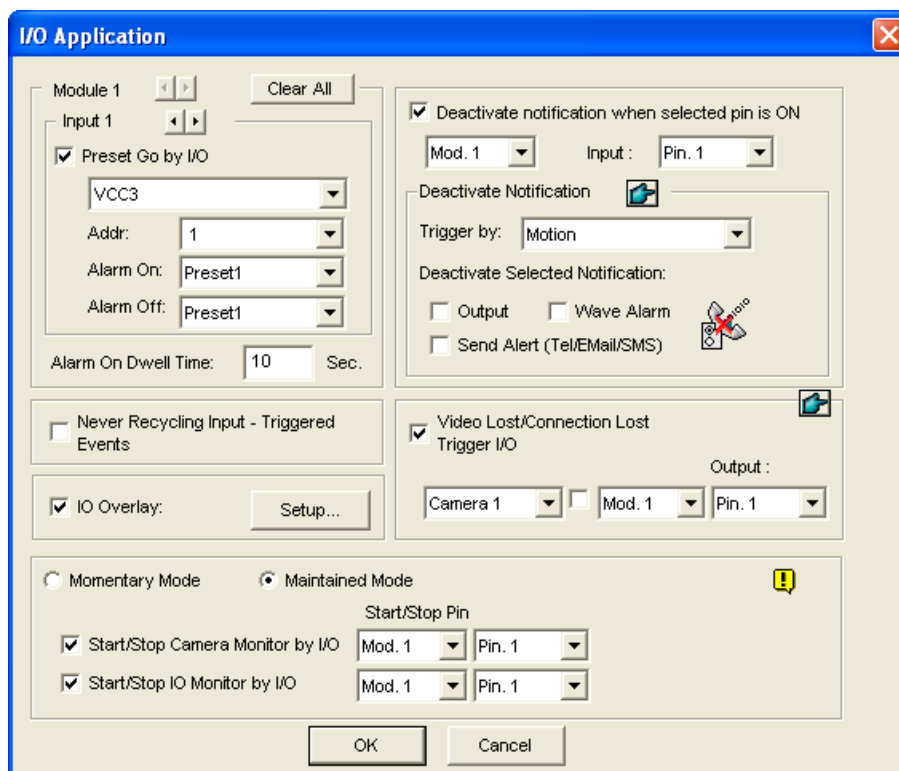 I/O Application
Module 1
Clear All
Input 1
Preset Go by I/O
VCC3
Addr: 1
Alarm On: Preset1
Alarm Off: Preset1
Alarm On Dwell Time: 10 Sec.
Deactivate notification when selected pin is ON
Mod. 1 Input : Pin. 1
Deactivate Notification
Trigger by: Motion
Deactivate Selected Notification:
Output Wave Alarm
Send Alert (Tel/EMail/SMS)
Never Recycling Input - Triggered
Events
IO Overlay: Setup...
Video Lost/Connection Lost
Trigger I/O
Output :
Camera 1 Mod. 1 Pin. 1
Momentary Mode Maintained Mode
Start/Stop Pin
Start/Stop Camera Monitor by I/O Mod. 1 Pin. 1
Start/Stop IO Monitor by I/O Mod. 1 Pin. 1
OK Cancel